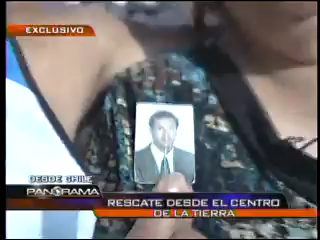 EXCLUSIVO
DESDE CHILE
PANORAMA
RESCATE DESDE EL CENTRO
DE LA TIERRA